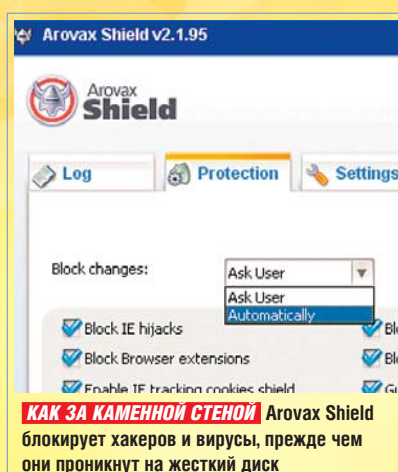 Arovax Shield v2.1.95
Arovax
Shield
Log Protection Settings
Block changes: Ask User
Ask User
Automatically
Block IE hijacks
Block Browser extensions
Enable IE tracking cookies shield
КАК ЗА КАМЕННОЙ СТЕНОЙ Arovax Shield
блокирует хакеров и вирусы, прежде чем
они проникнут на жесткий диск